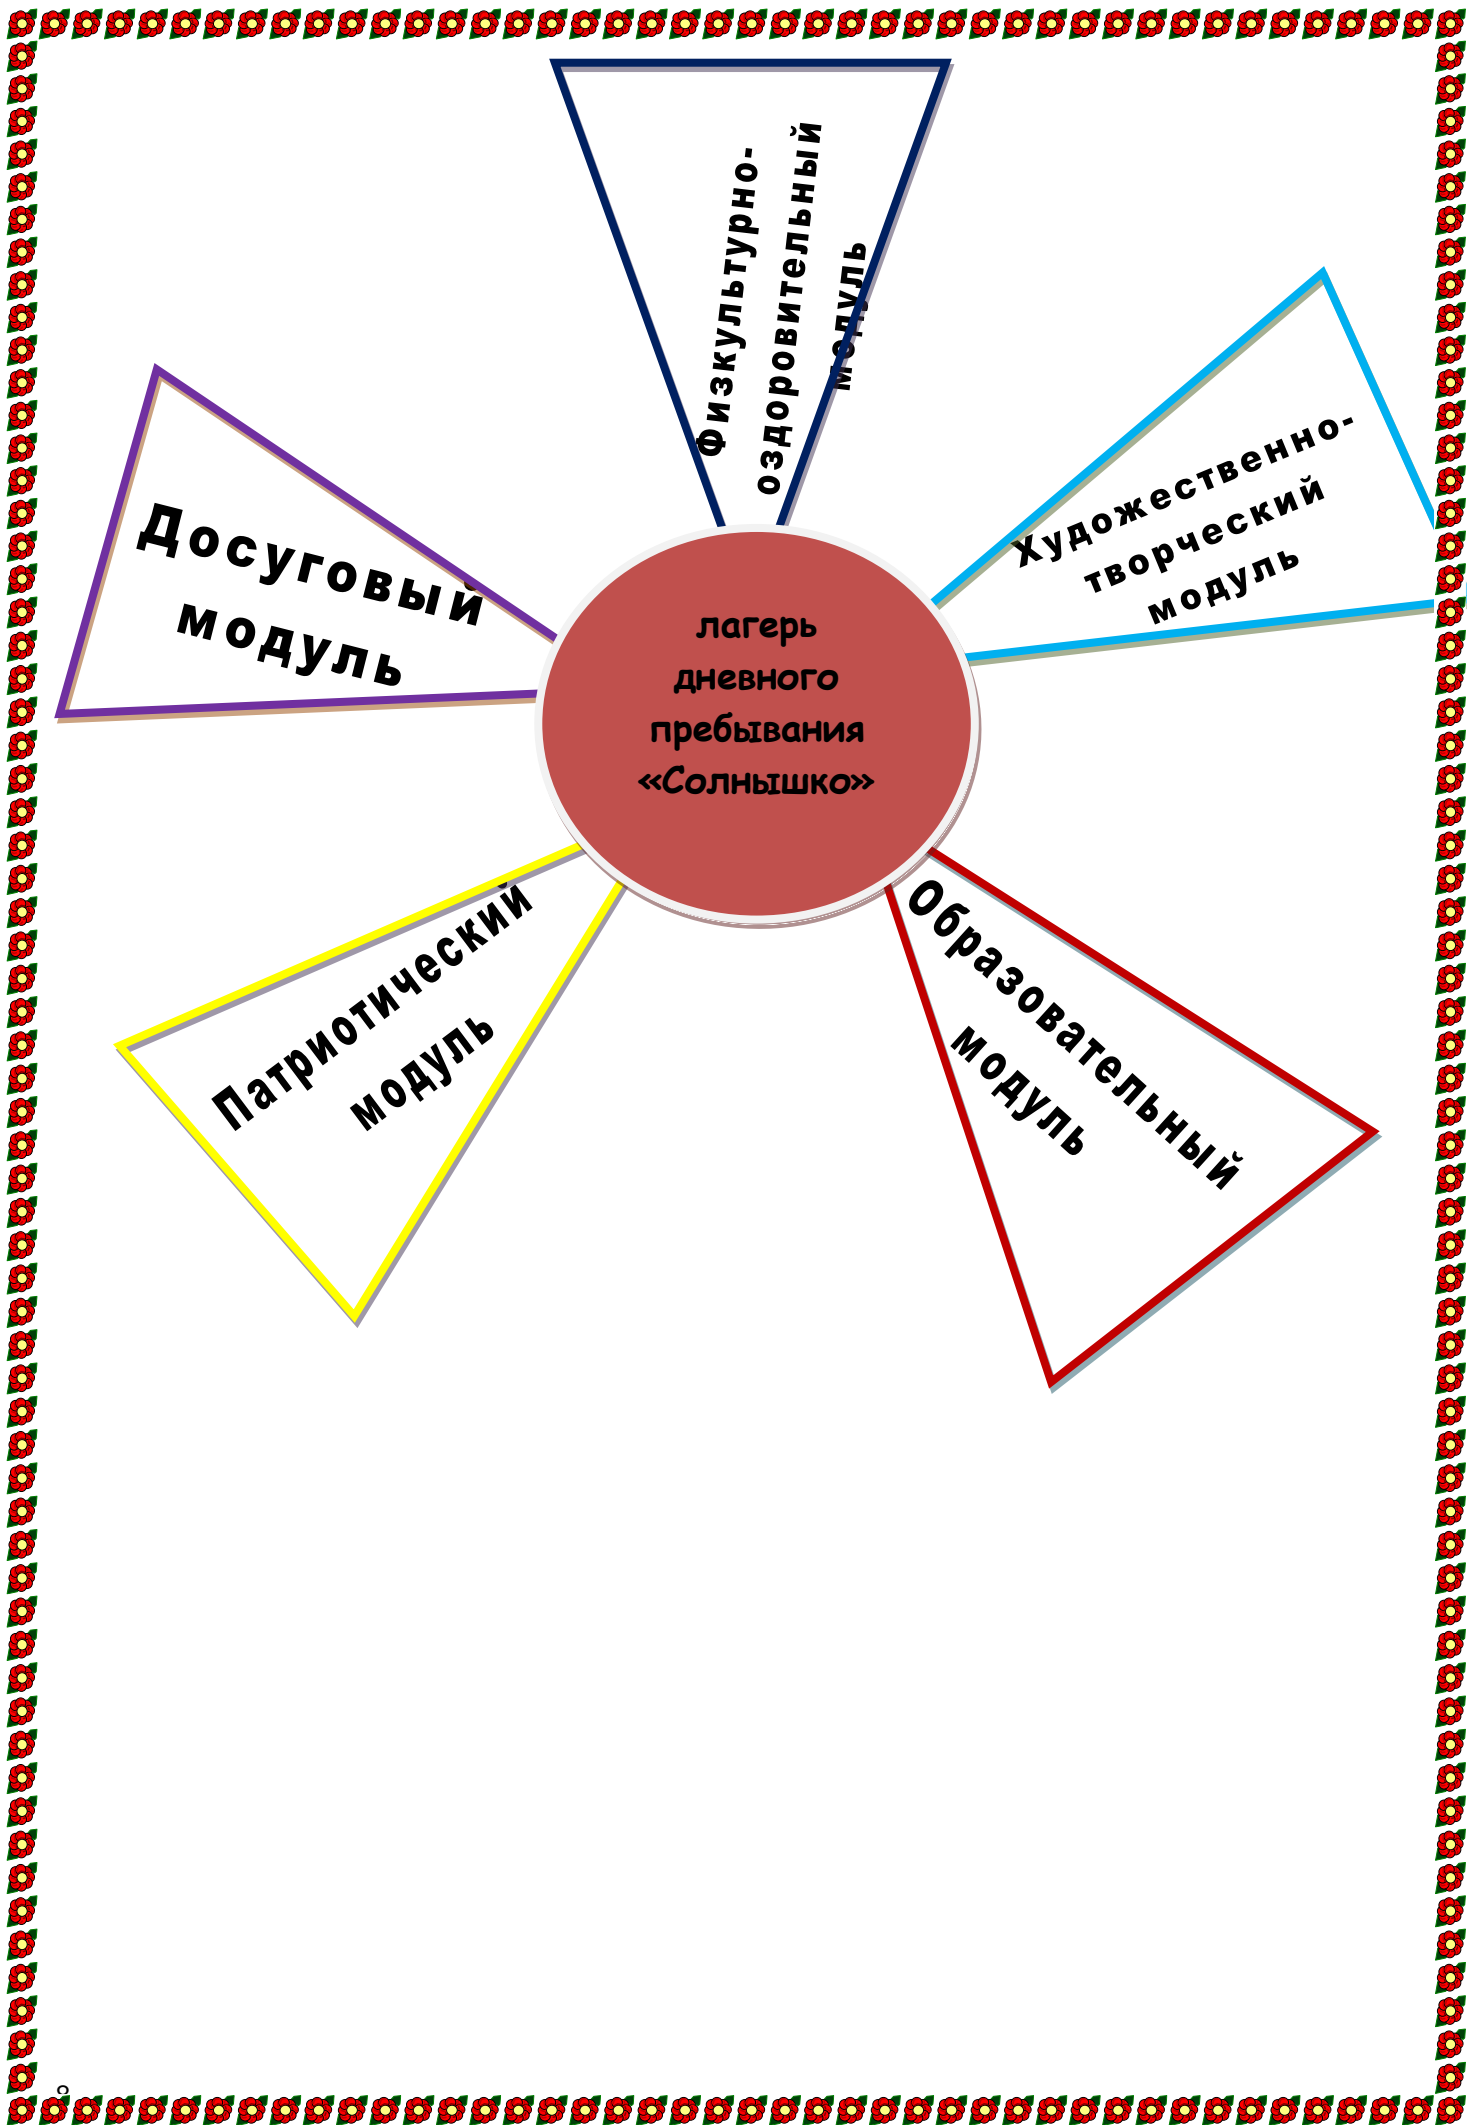 Физкультурно-
оздоровительный
модуль
Художественно-
творческий
модуль
Досуговый
модуль
лагерь
дневного
пребывания
«Солнышко»
Патриотический
модуль
Образовательный
модуль